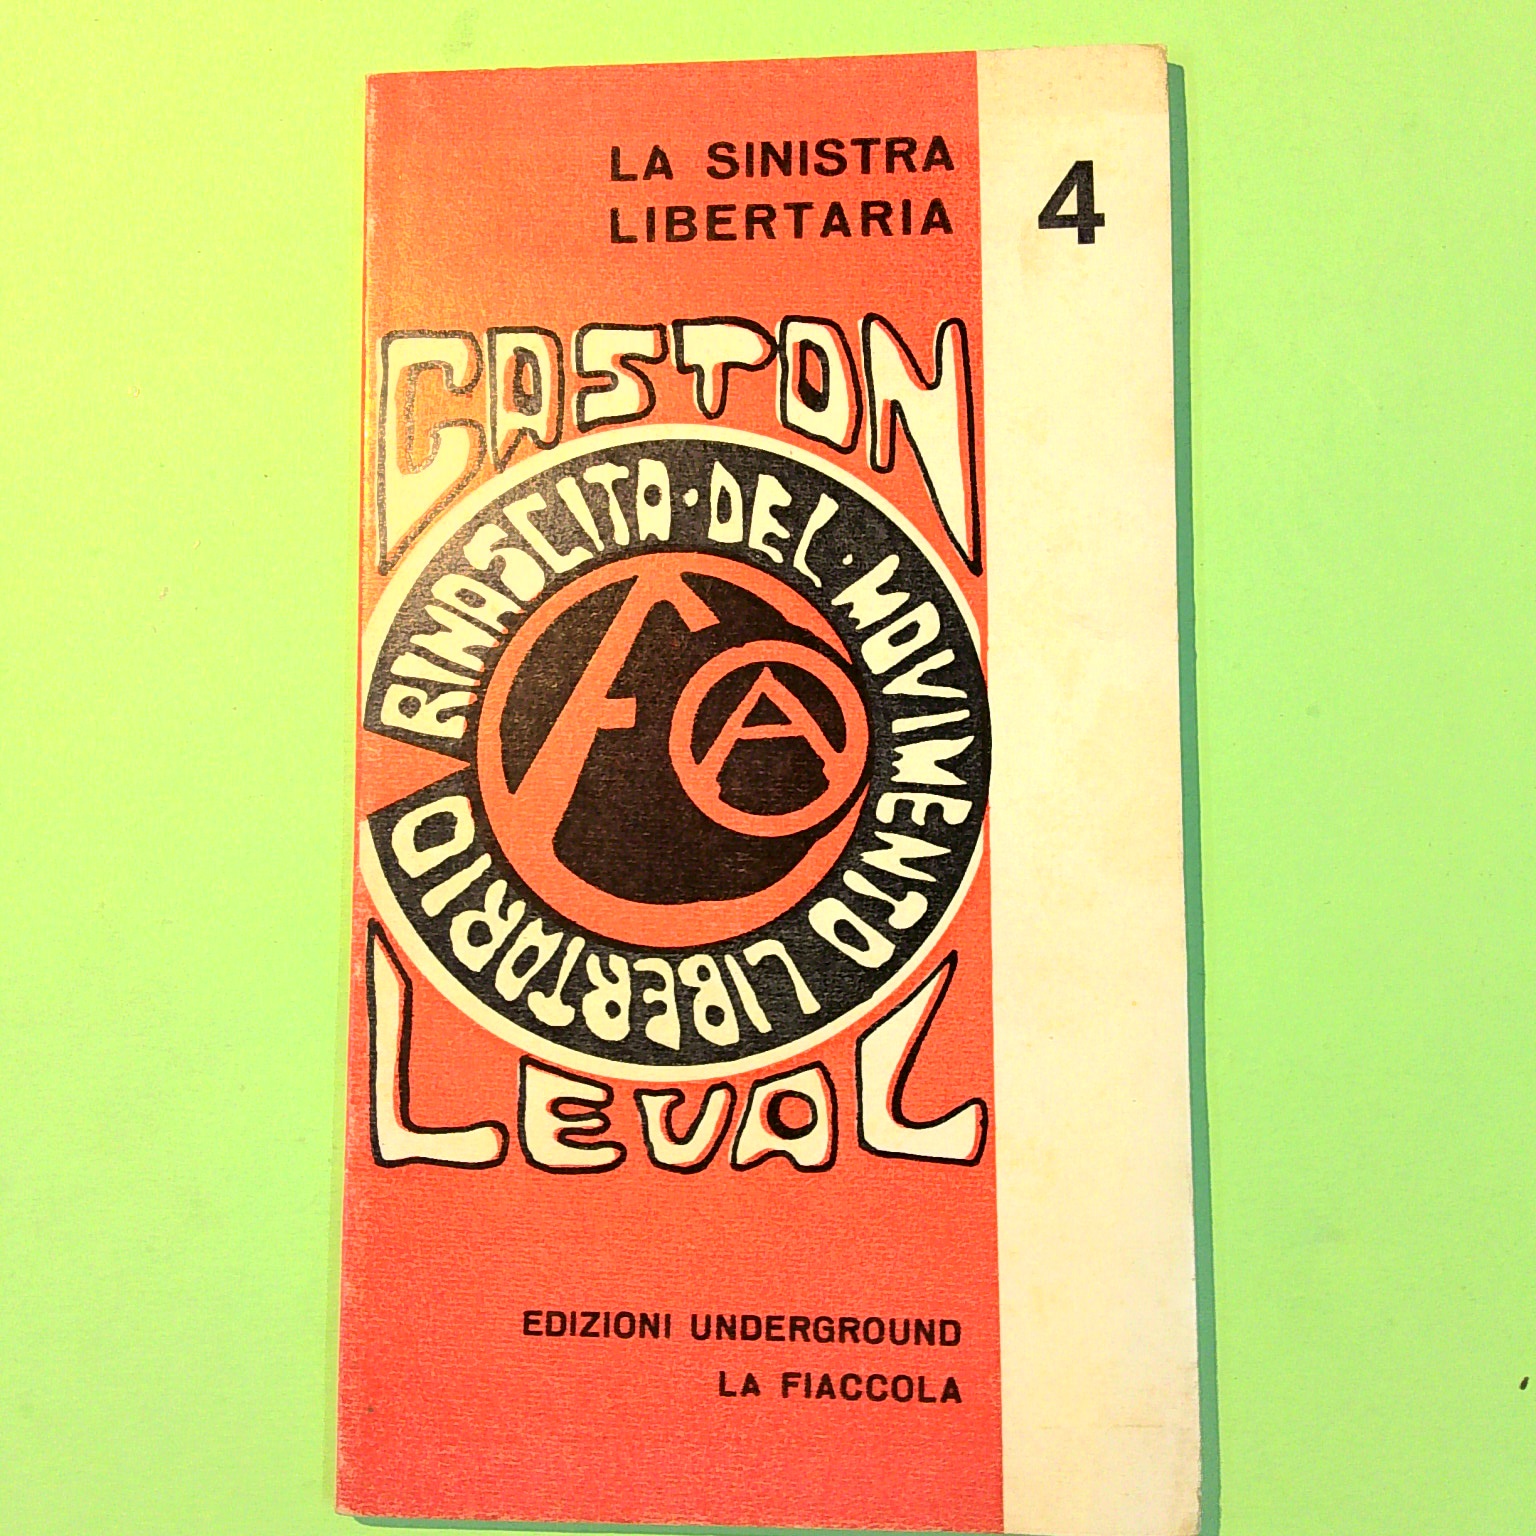 LA SINISTRA
LIBERTARIA
4
GASTON
RINASCITA · DEL · MOVIMENTO LIBERTARIO
FA
LEVAL
EDIZIONI UNDERGROUND
LA FIACCOLA